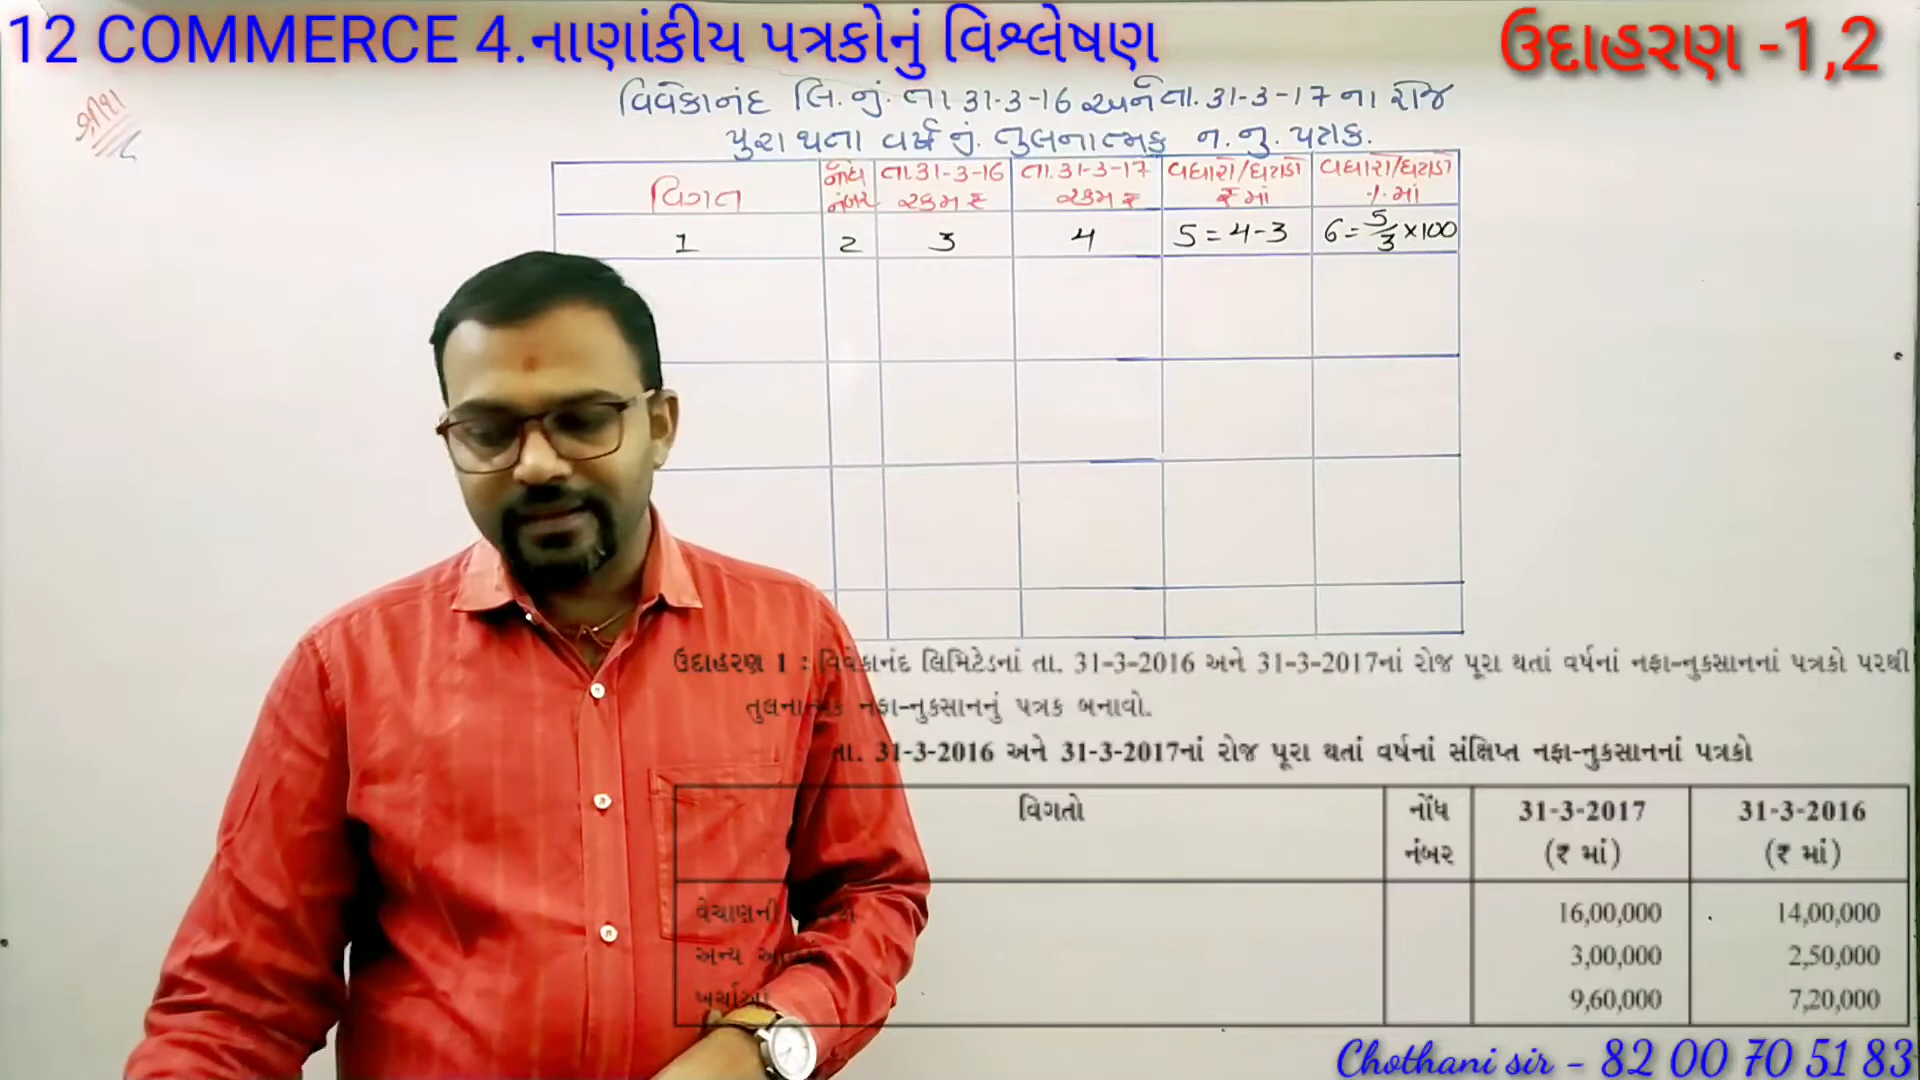 12 COMMERCE 4.નાણાંકીય પત્રકોનું વિશ્લેષણ
ઉદાહરણ -1,2
શ્રીજી
વિવેકાનંદ લિ.નું. તા 31-3-16 અને તા. 31-3-17 ના રોજ
પુરા થતા વર્ષ નું. તુલનાત્મક ન. નુ. પત્રક.
વિગત નોંધ નંબર તા.31-3-16 રકમ ₹ તા.31-3-17 રકમ ₹ વધારો/ઘટાડો ₹ માં વધારો/ઘટાડો %.માં
1 2 3 4 5 = 4-3 6= 5/3 ×100
ઉદાહરણ 1 : વિવેકાનંદ લિમિટેડનાં તા. 31-3-2016 અને 31-3-2017નાં રોજ પૂરા થતાં વર્ષનાં નફા-નુકસાનનાં પત્રકો પરથી
તુલનાત્મક નફા-નુકસાનનું પત્રક બનાવો.
તા. 31-3-2016 અને 31-3-2017નાં રોજ પૂરા થતાં વર્ષનાં સંક્ષિપ્ત નફા-નુકસાનનાં પત્રકો
વિગતો નોંધ નંબર 31-3-2017 (₹ માં) 31-3-2016 (₹ માં)
વેચાણની 16,00,000 14,00,000
અન્ય 3,00,000 2,50,000
ખર્ચાઓ 9,60,000 7,20,000
Chothani sir - 82 00 70 51 83